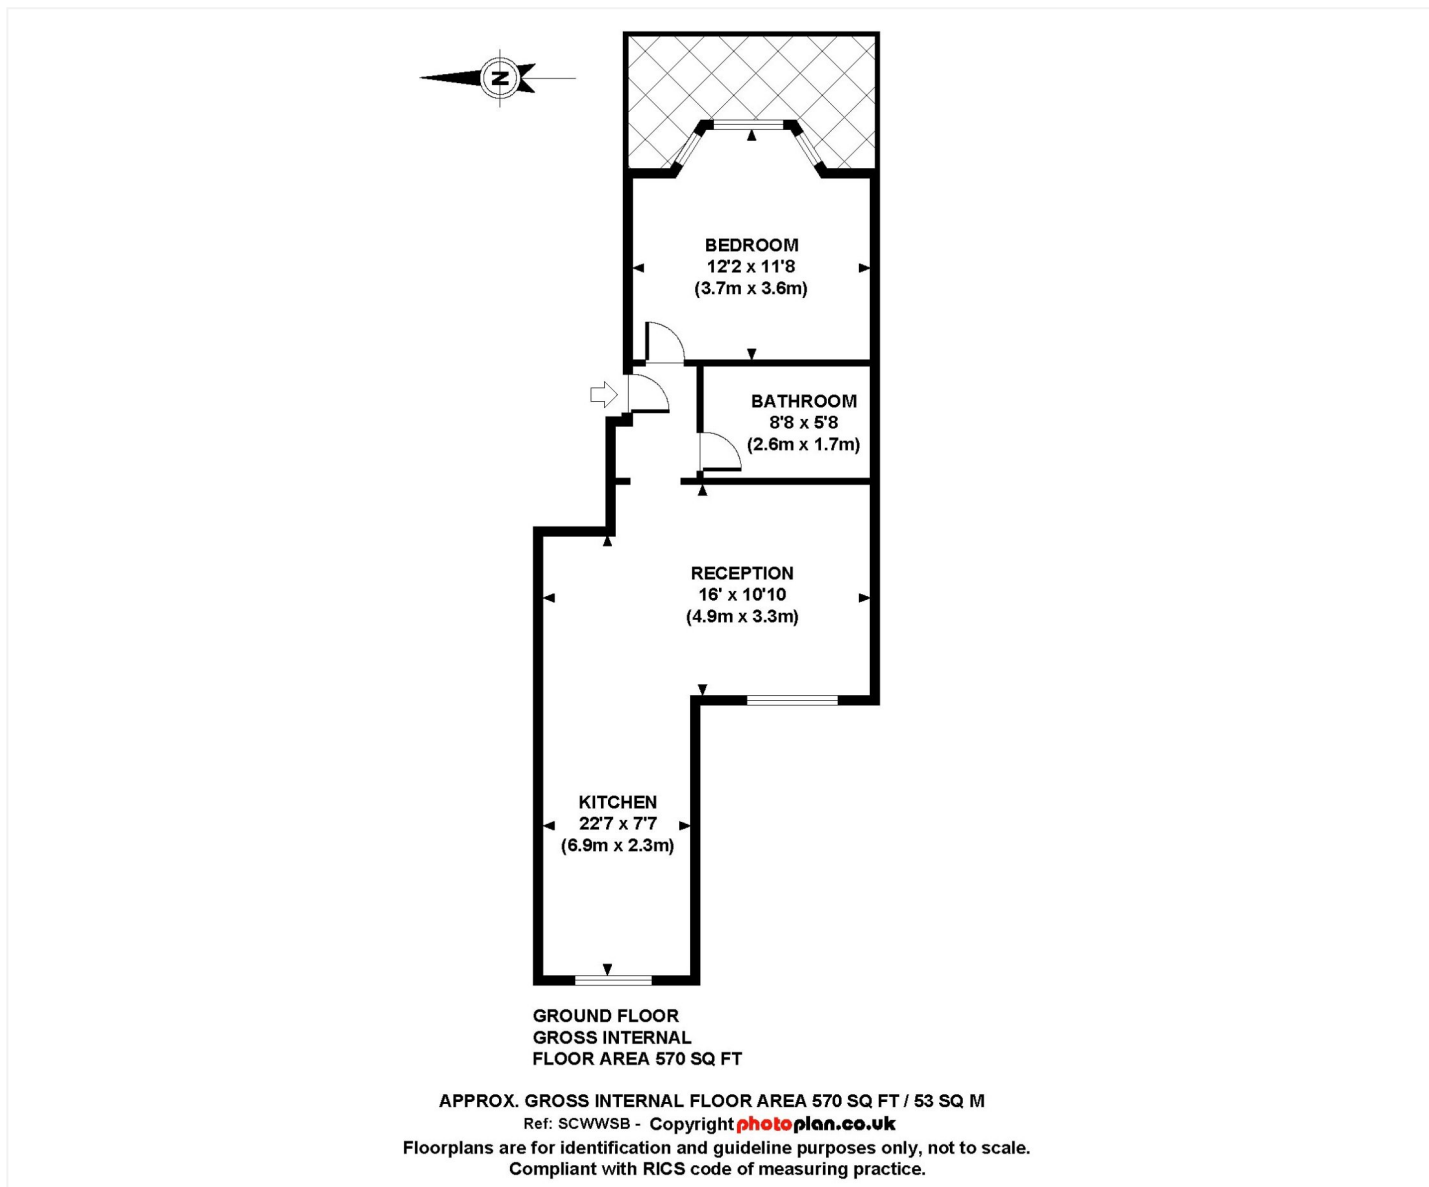 N
BEDROOM
12'2 x 11'8
(3.7m x 3.6m)
BATHROOM
8'8 x 5'8
(2.6m x 1.7m)
RECEPTION
16' x 10'10
(4.9m x 3.3m)
KITCHEN
22'7 x 7'7
(6.9m x 2.3m)
GROUND FLOOR
GROSS INTERNAL
FLOOR AREA 570 SQ FT
APPROX. GROSS INTERNAL FLOOR AREA 570 SQ FT / 53 SQ M
Ref: SCWWSB - Copyright photoplan.co.uk
Floorplans are for identification and guideline purposes only, not to scale.
Compliant with RICS code of measuring practice.